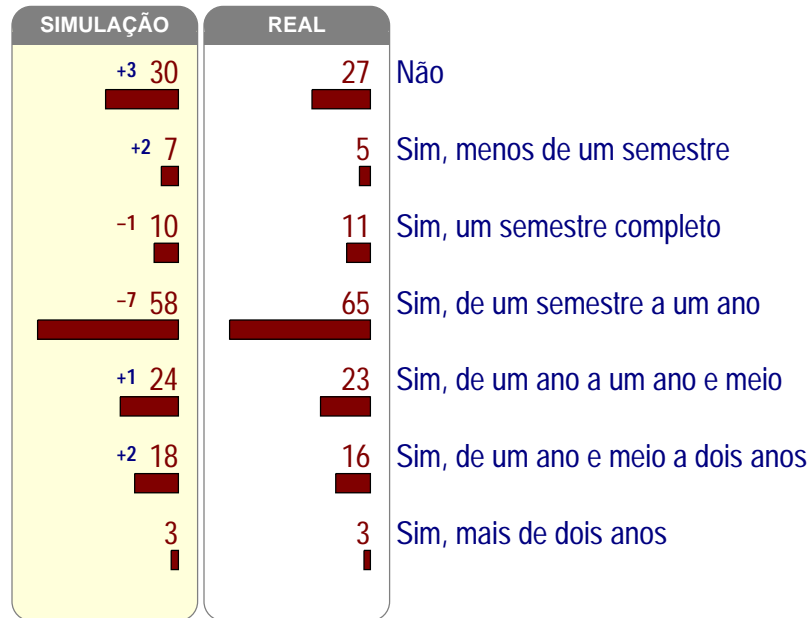 SIMULAÇÃO REAL
+3 30 27 Não
+2 7 5 Sim, menos de um semestre
−1 10 11 Sim, um semestre completo
−7 58 65 Sim, de um semestre a um ano
+1 24 23 Sim, de um ano a um ano e meio
+2 18 16 Sim, de um ano e meio a dois anos
3 3 Sim, mais de dois anos